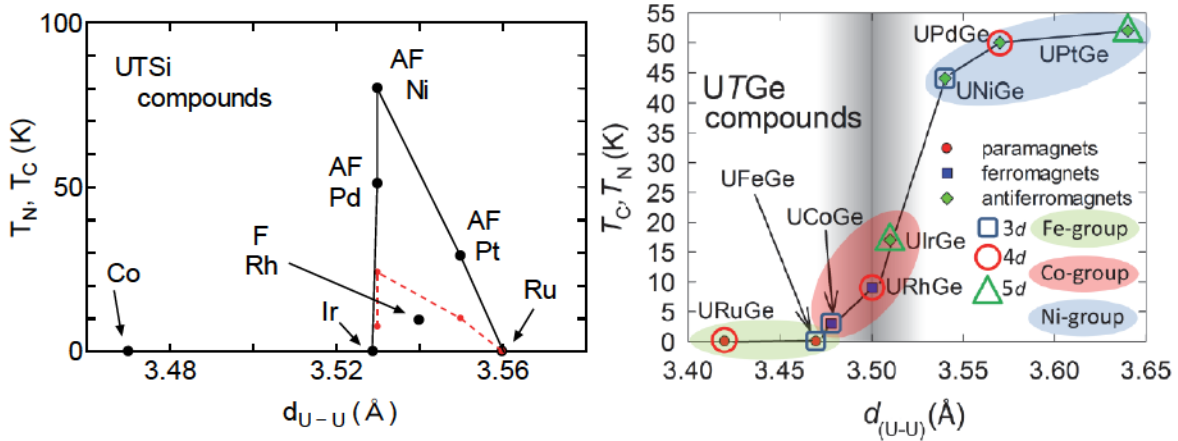 100
50
0
T_N, T_C (K)
UTSi
compounds
AF
Ni
AF
Pd
F
Rh
AF
Pt
Co
Ir
Ru
3.48
3.52
3.56
d_{U-U} (Å)
55
50
45
40
35
30
25
20
15
10
5
0
T_C, T_N (K)
UTGe
compounds
UPdGe
UPtGe
UNiGe
paramagnets
ferromagnets
antiferromagnets
UFeGe
UCoGe
UIrGe
URhGe
URuGe
3d
4d
5d
Fe-group
Co-group
Ni-group
3.40
3.45
3.50
3.55
3.60
3.65
d_{(U-U)} (Å)